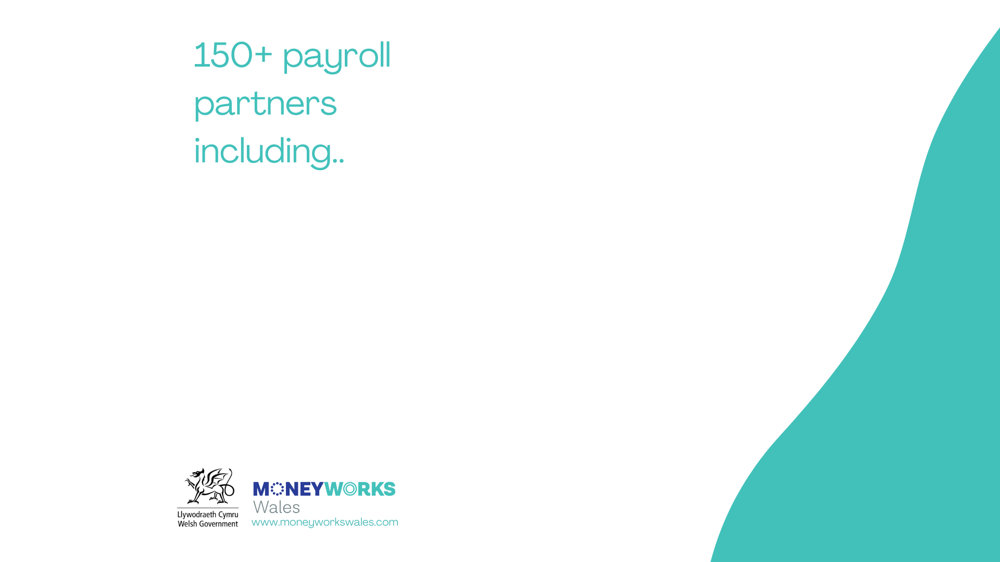 150+ payroll
partners
including..
MONEYWORKS
Wales
www.moneyworkswales.com
Llywodraeth Cymru
Welsh Government